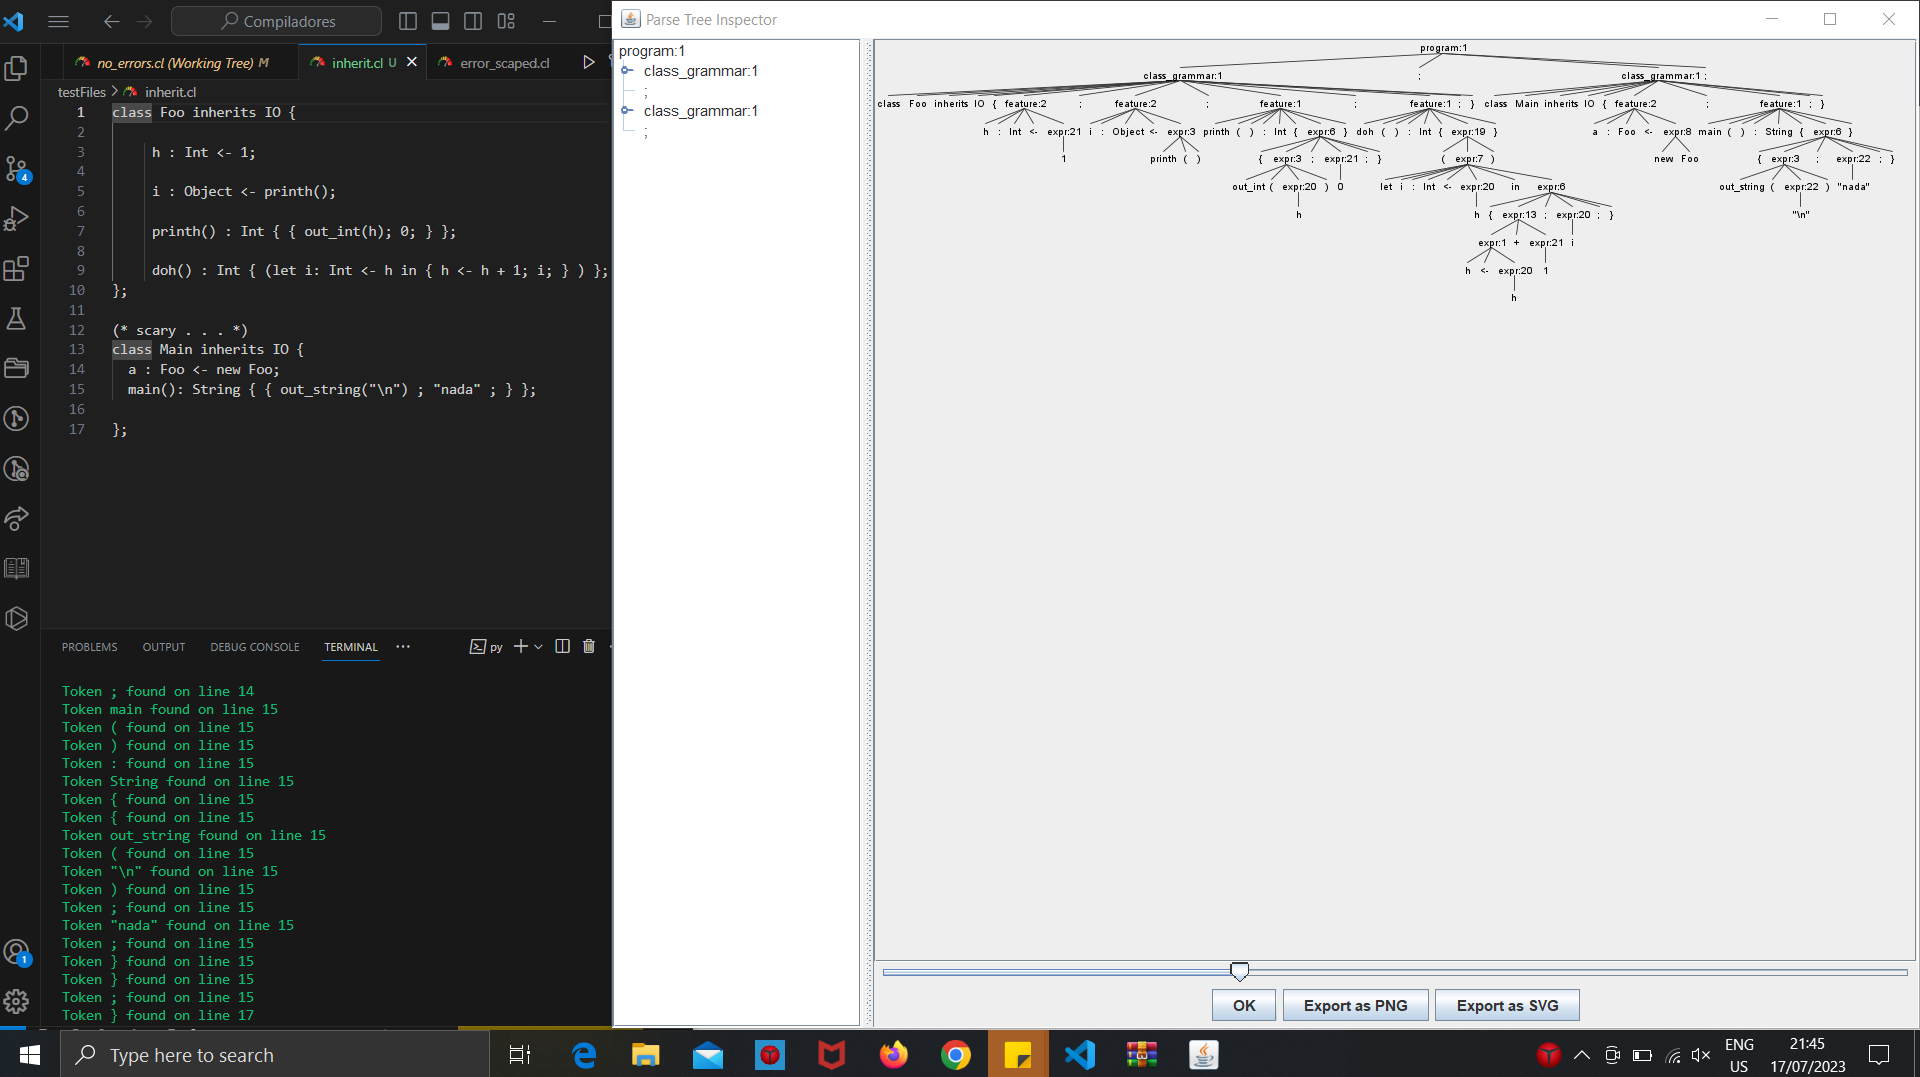 Compiladores
no_errors.cl (Working Tree) M
inherit.cl U
error_scaped.cl
testFiles > inherit.cl
1 class Foo inherits IO {
2
3 h : Int <- 1;
4
5 i : Object <- printh();
6
7 printh() : Int { { out_int(h); 0; } };
8
9 doh() : Int { (let i: Int <- h in { h <- h + 1; i; } ) };
10 };
11
12 (* scary . . . *)
13 class Main inherits IO {
14 a : Foo <- new Foo;
15 main(): String { { out_string("\n") ; "nada" ; } };
16
17 };
4
1
PROBLEMS OUTPUT DEBUG CONSOLE TERMINAL ···
py
Token ; found on line 14
Token main found on line 15
Token ( found on line 15
Token ) found on line 15
Token : found on line 15
Token String found on line 15
Token { found on line 15
Token { found on line 15
Token out_string found on line 15
Token ( found on line 15
Token "\n" found on line 15
Token ) found on line 15
Token ; found on line 15
Token "nada" found on line 15
Token ; found on line 15
Token } found on line 15
Token } found on line 15
Token ; found on line 15
Token } found on line 17
Parse Tree Inspector
program:1
class_grammar:1
;
class_grammar:1
;
program:1
class_grammar:1 ; class_grammar:1 ;
class Foo inherits IO { feature:2 ; feature:2 ; feature:1 ; feature:1 ; } class Main inherits IO { feature:2 ; feature:1 ; }
h : Int <- expr:21 i : Object <- expr:3 printh ( ) : Int { expr:6 } doh ( ) : Int { expr:19 } a : Foo <- expr:8 main ( ) : String { expr:6 }
1 printh ( ) { expr:3 ; expr:21 ; } ( expr:7 ) new Foo { expr:3 ; expr:22 ; }
out_int ( expr:20 ) 0 let i : Int <- expr:20 in expr:6 out_string ( expr:22 ) "nada"
h h { expr:13 ; expr:20 ; } "\n"
expr:1 + expr:21 i
h <- expr:20 1
h
OK Export as PNG Export as SVG
Type here to search
ENG
US
21:45
17/07/2023